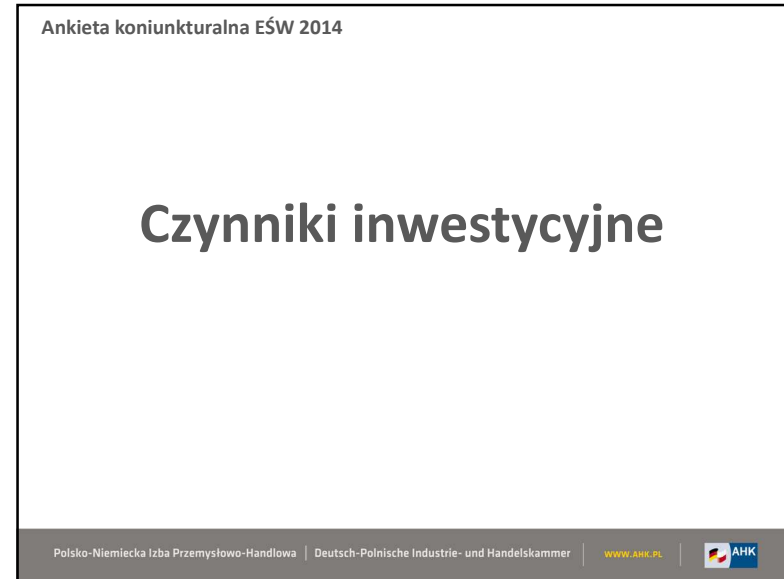 Ankieta koniunkturalna EŚW 2014
Czynniki inwestycyjne
Polsko-Niemiecka Izba Przemysłowo-Handlowa | Deutsch-Polnische Industrie- und Handelskammer | WWW.AHK.PL | AHK